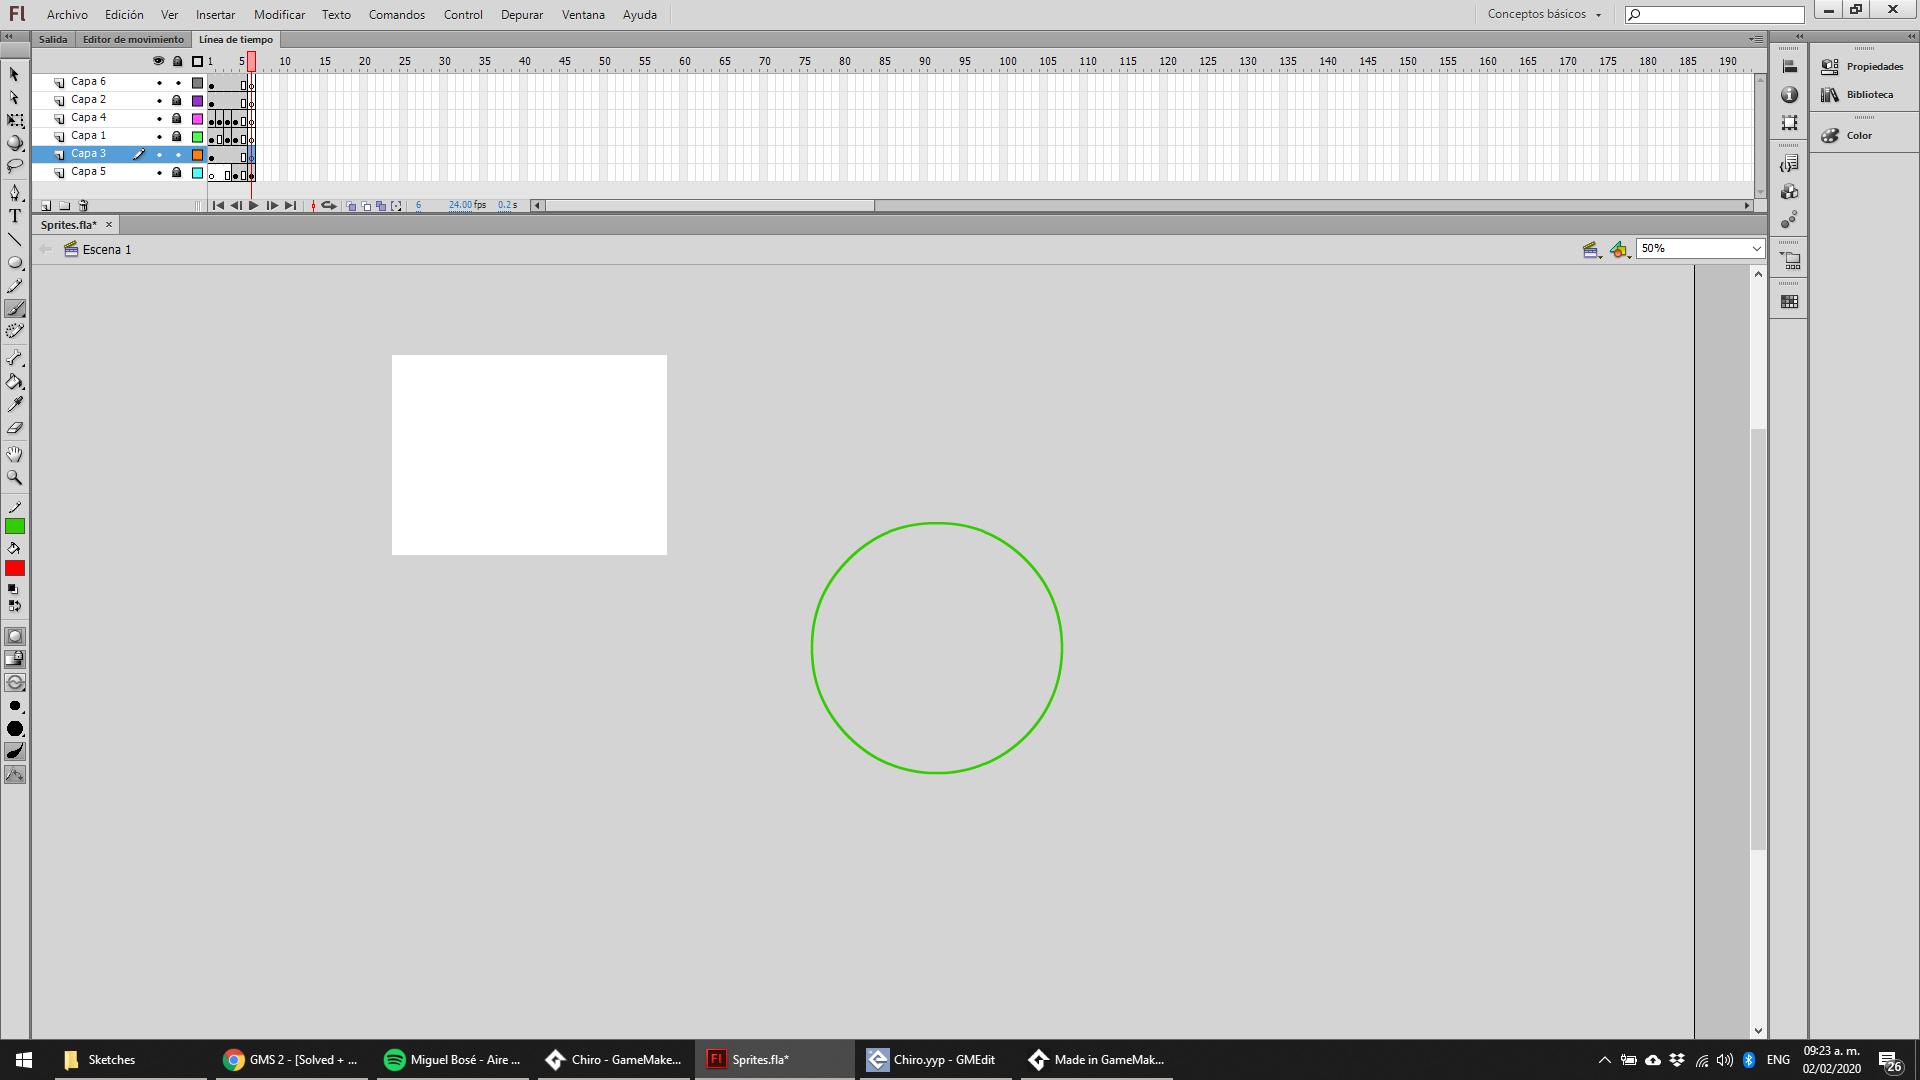 Fl Archivo Edición Ver Insertar Modificar Texto Comandos Control Depurar Ventana Ayuda Conceptos básicos
Salida Editor de movimiento Línea de tiempo
1 5 10 15 20 25 30 35 40 45 50 55 60 65 70 75 80 85 90 95 100 105 110 115 120 125 130 135 140 145 150 155 160 165 170 175 180 185 190
Capa 6
Capa 2
Capa 4
Capa 1
Capa 3
Capa 5
6 24.00 fps 0.2 s
Propiedades
Biblioteca
Color
Sprites.fla*
Escena 1
50%
T
Sketches
GMS 2 - [Solved + ...
Miguel Bosé - Aire ...
Chiro - GameMake...
Fl Sprites.fla*
Chiro.yyp - GMEdit
Made in GameMak...
ENG
09:23 a. m.
02/02/2020
26